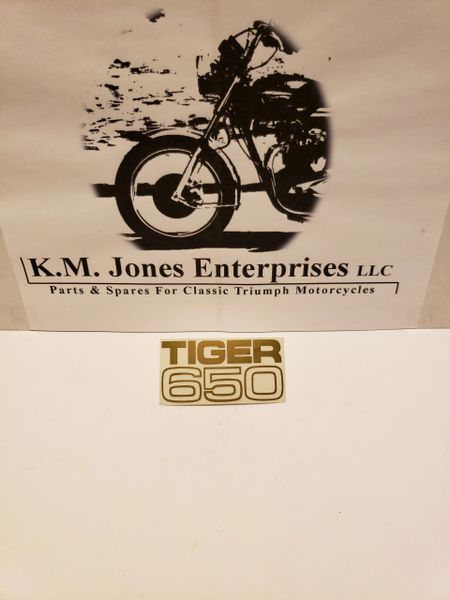 K.M. Jones Enterprises LLC
Parts & Spares For Classic Triumph Motorcycles
TIGER
650